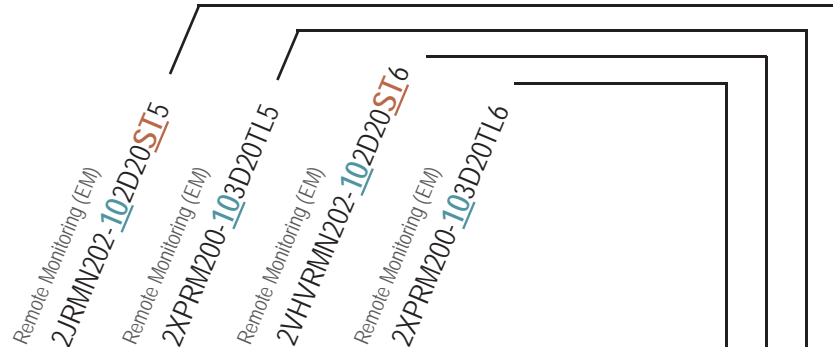 Remote Monitoring (EM)
2JRMN202-102D20ST5
Remote Monitoring (EM)
2XPRM200-103D20TL5
Remote Monitoring (EM)
2VHVRMN202-102D20ST6
Remote Monitoring (EM)
2XPRM200-103D20TL6